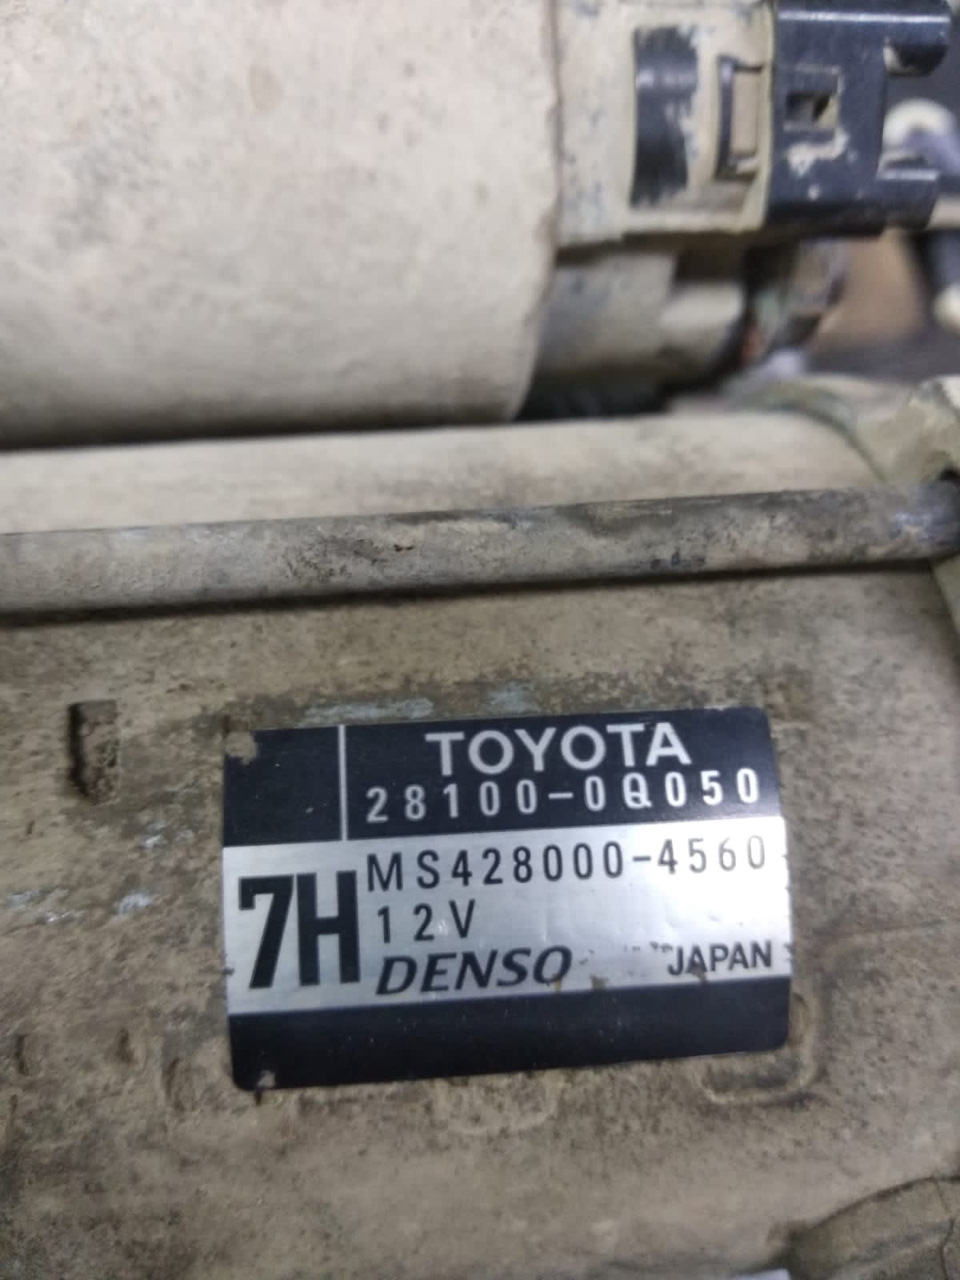 TOYOTA
28100-0Q050
7H
MS428000-4560
12V
DENSO JAPAN